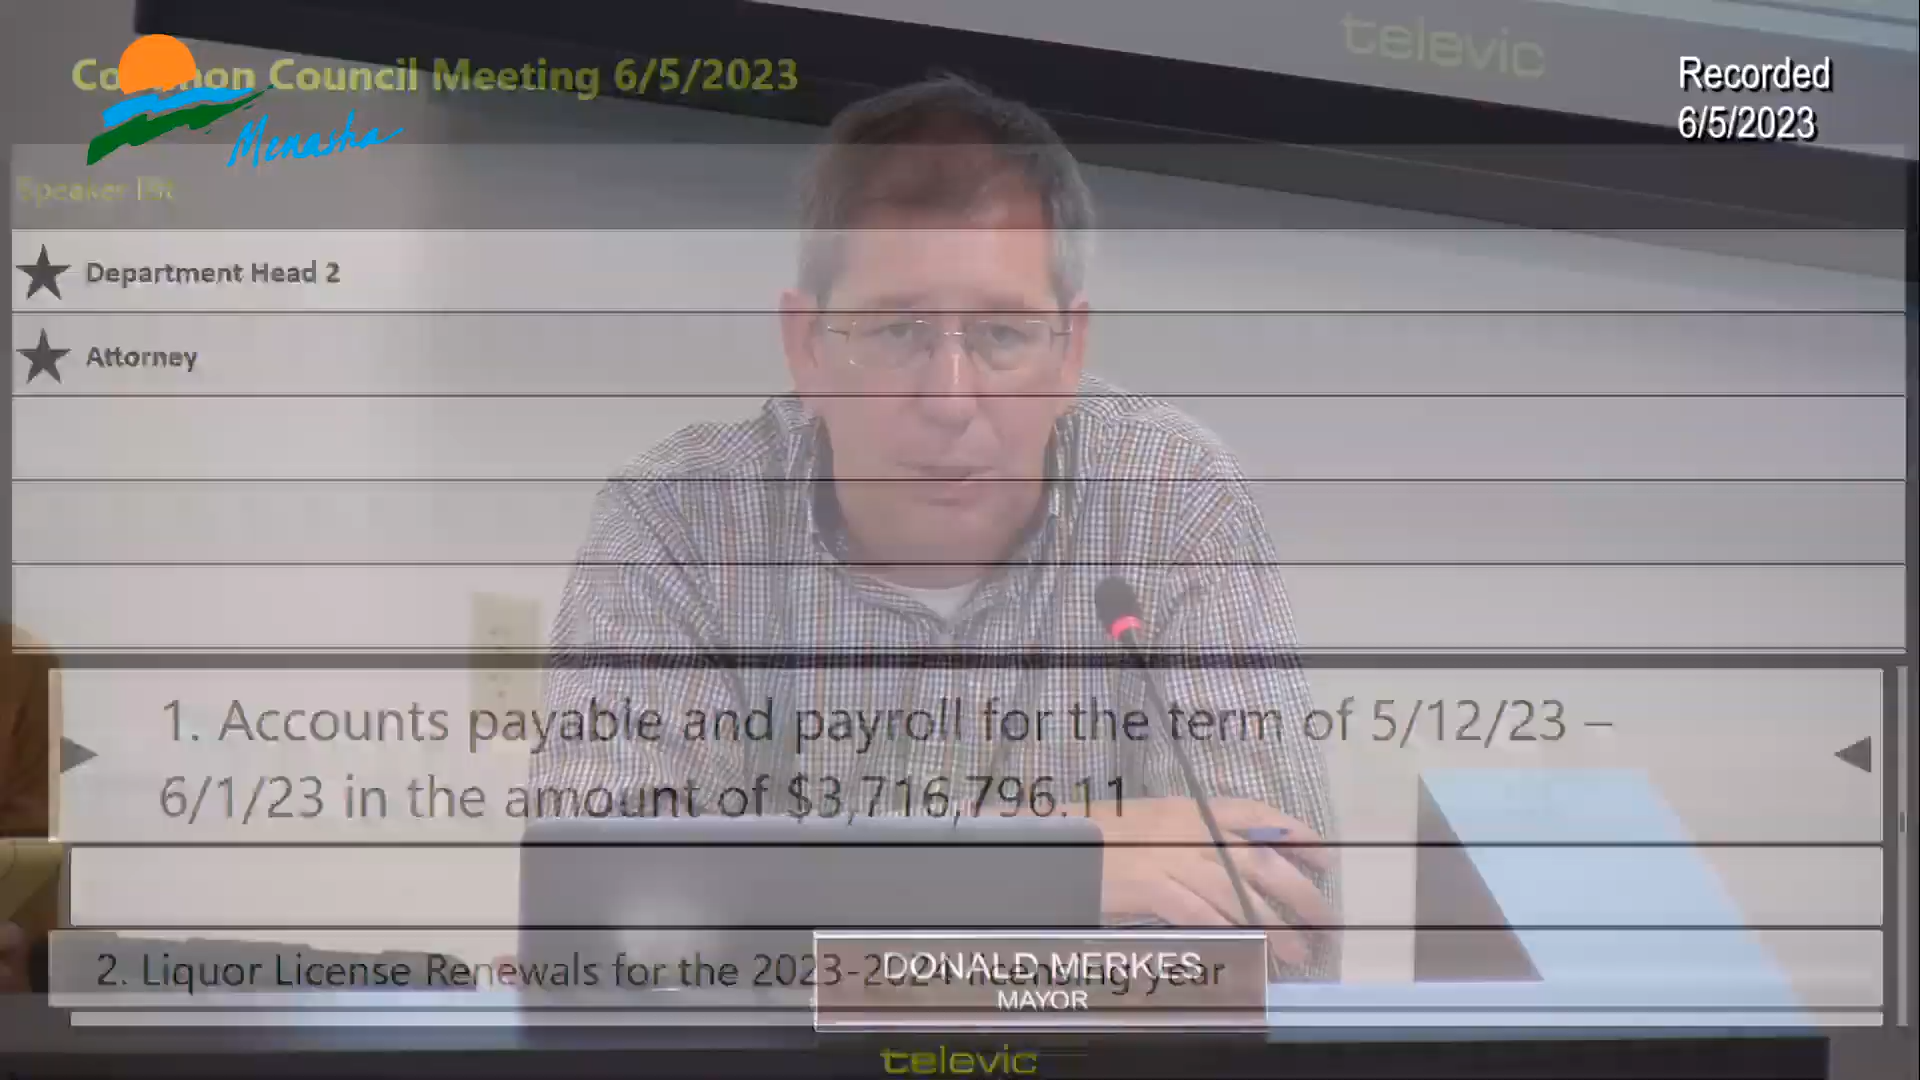 televic
Common Council Meeting 6/5/2023
Recorded
6/5/2023
Menasha
Speaker list
Department Head 2
Attorney
1. Accounts payable and payroll for the term of 5/12/23 –
6/1/23 in the amount of $3,716,796.11
2. Liquor License Renewals for the 2023-2024 licensing year
DONALD MERKES
MAYOR
televic